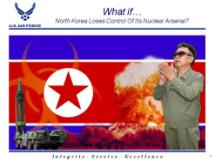 What if…
North Korea Loses Control Of Its Nuclear Arsenal?
U.S. AIR FORCE
Integrity - Service - Excellence